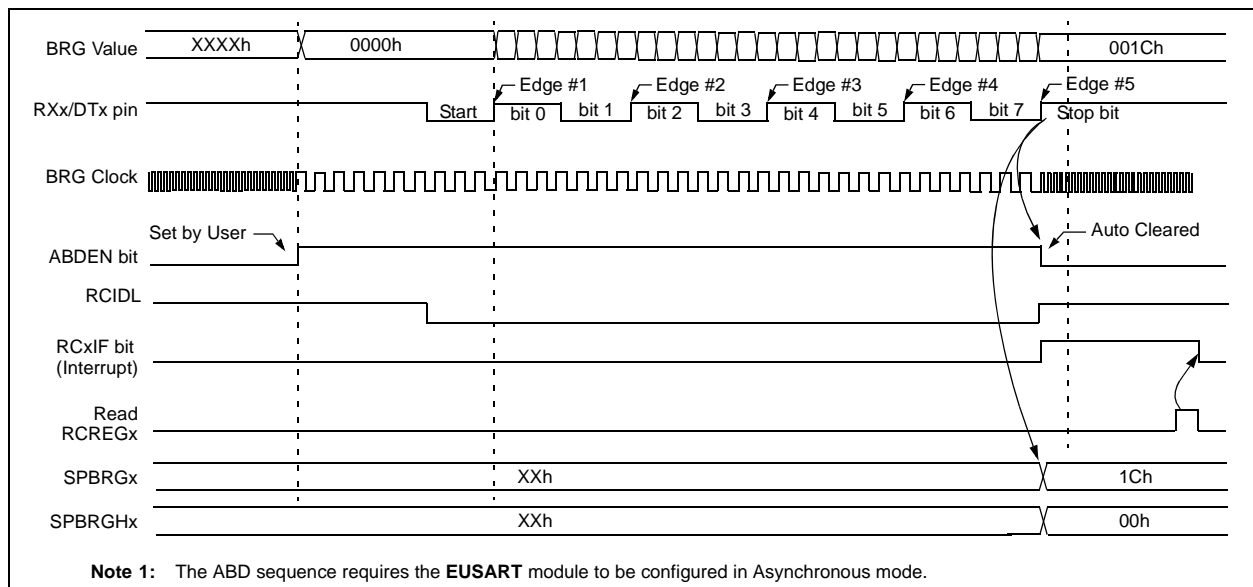 BRG Value XXXXh 0000h 001Ch
Edge #1 Edge #2 Edge #3 Edge #4 Edge #5
RXx/DTx pin Start bit 0 bit 1 bit 2 bit 3 bit 4 bit 5 bit 6 bit 7 Stop bit
BRG Clock
Set by User Auto Cleared
ABDEN bit
RCIDL
RCxIF bit
(Interrupt)
Read
RCREGx
SPBRGx XXh 1Ch
SPBRGHx XXh 00h
Note 1: The ABD sequence requires the EUSART module to be configured in Asynchronous mode.